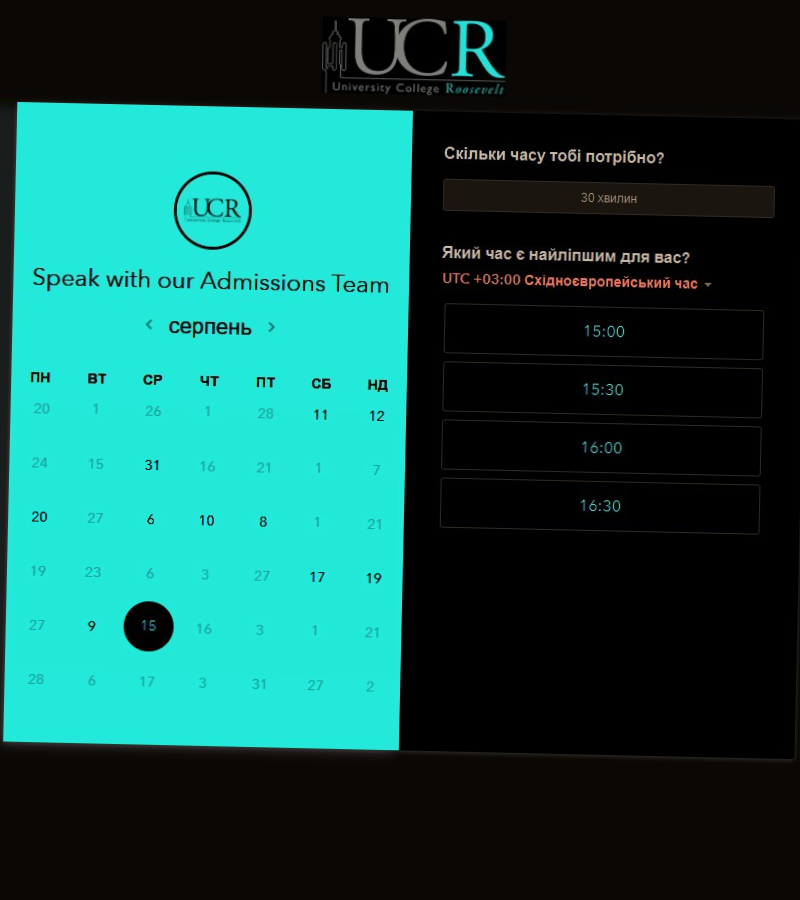 UCR
University College Roosevelt
UCR
University College Roosevelt
Speak with our Admissions Team
серпень
ПН ВТ СР ЧТ ПТ СБ НД
20 1 26 1 28 11 12
24 15 31 16 21 1 7
20 27 6 10 8 1 21
19 23 6 3 27 17 19
27 9 15 16 3 1 21
28 6 17 3 31 27 2
Скільки часу тобі потрібно?
30 хвилин
Який час є найліпшим для вас?
UTC +03:00 Східноєвропейський час
15:00
15:30
16:00
16:30